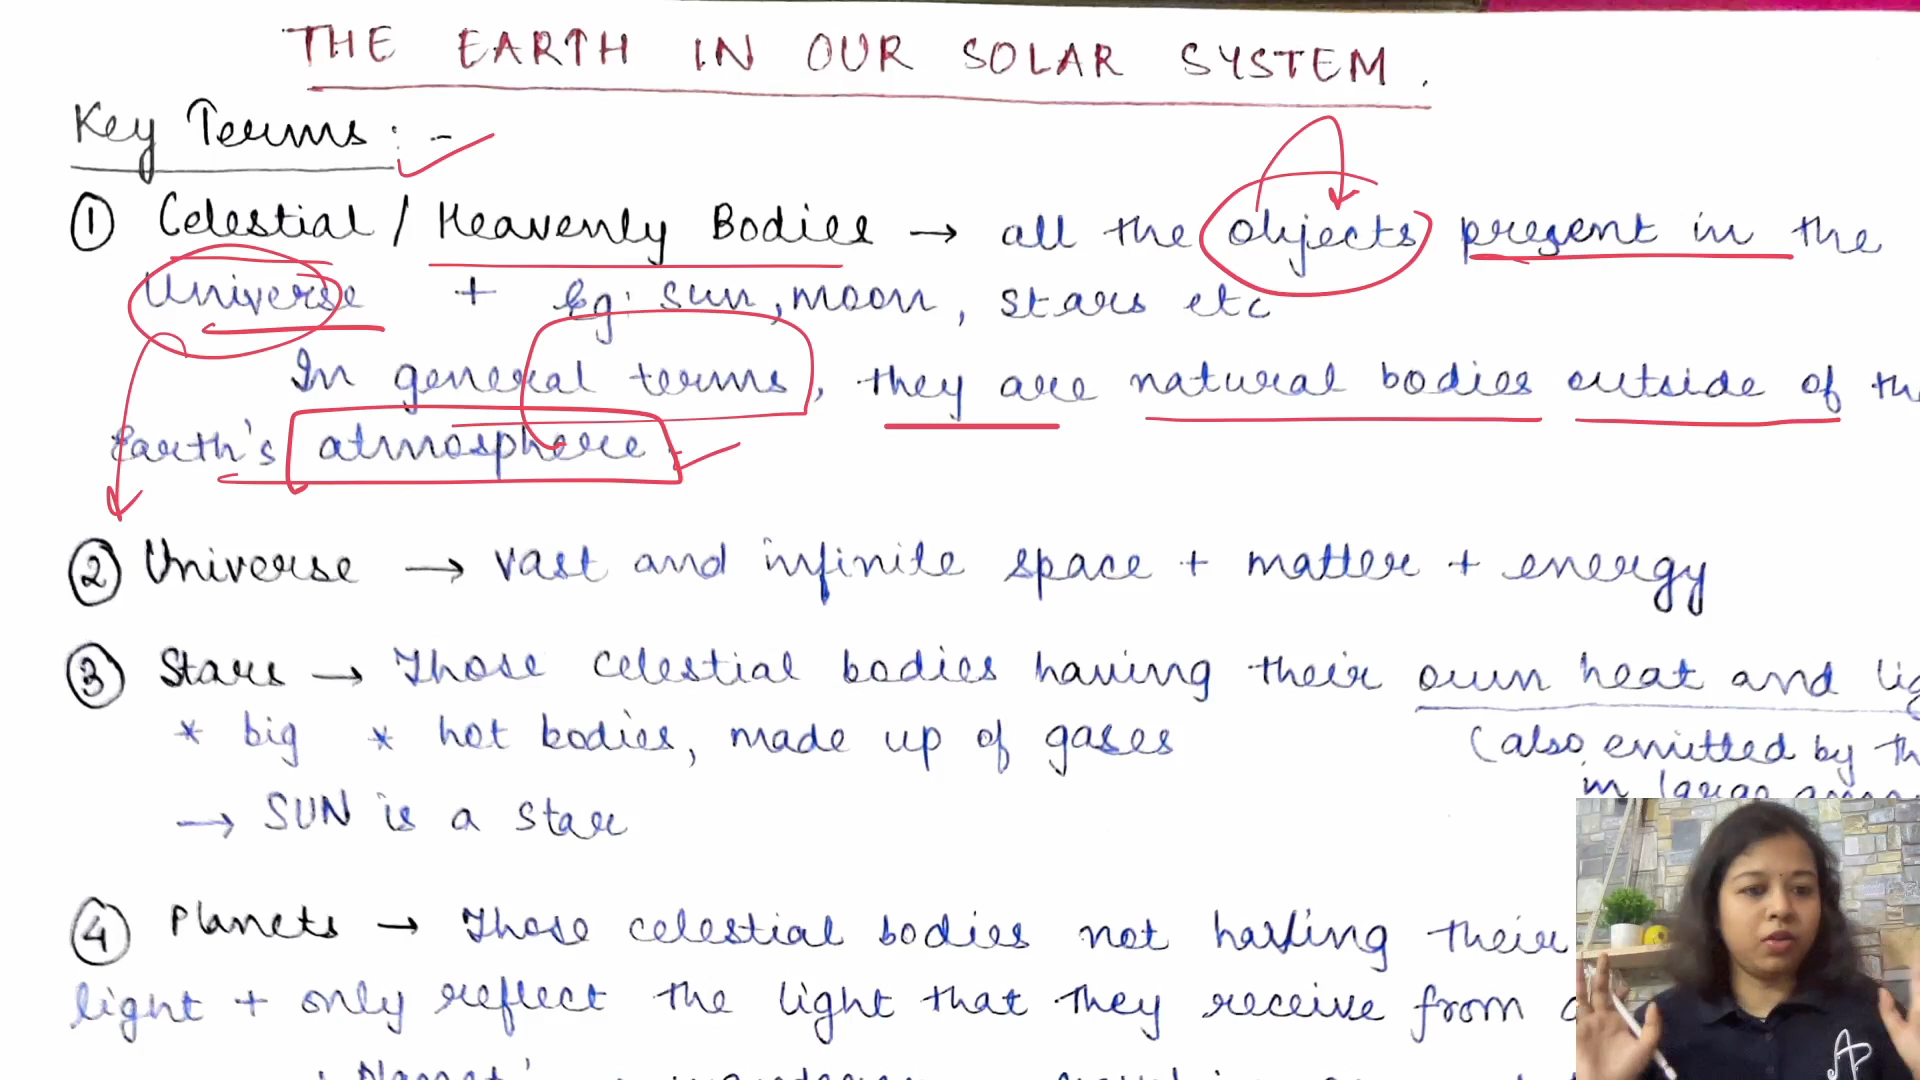 THE EARTH IN OUR SOLAR SYSTEM.
Key Terms :-
① Celestial / Heavenly Bodies → all the objects present in the
Universe + Eg: sun, moon, stars etc
In general terms, they are natural bodies outside of the
Earth's atmosphere.
② Universe → vast and infinite space + matter + energy
③ Stars → Those celestial bodies having their own heat and
* big * hot bodies, made up of gases (also emitted by
in large
→ SUN is a star
④ Planets → Those celestial bodies not having their
light + only reflect the light that they receive from
AP